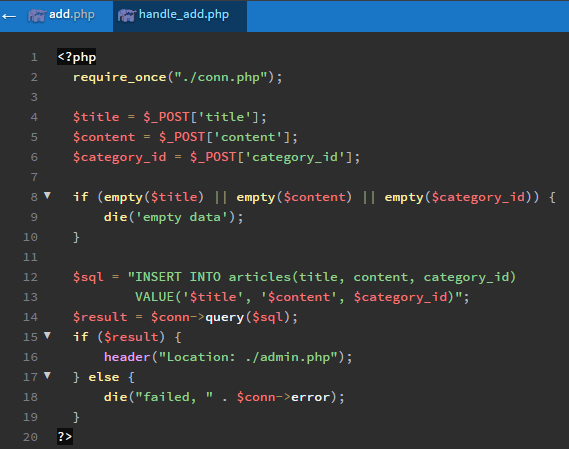 ← add.php handle_add.php
1 <?php
2 require_once("./conn.php");
3
4 $title = $_POST['title'];
5 $content = $_POST['content'];
6 $category_id = $_POST['category_id'];
7
8 if (empty($title) || empty($content) || empty($category_id)) {
9 die('empty data');
10 }
11
12 $sql = "INSERT INTO articles(title, content, category_id)
13 VALUE('$title', '$content', $category_id)";
14 $result = $conn->query($sql);
15 if ($result) {
16 header("Location: ./admin.php");
17 } else {
18 die("failed, " . $conn->error);
19 }
20 ?>